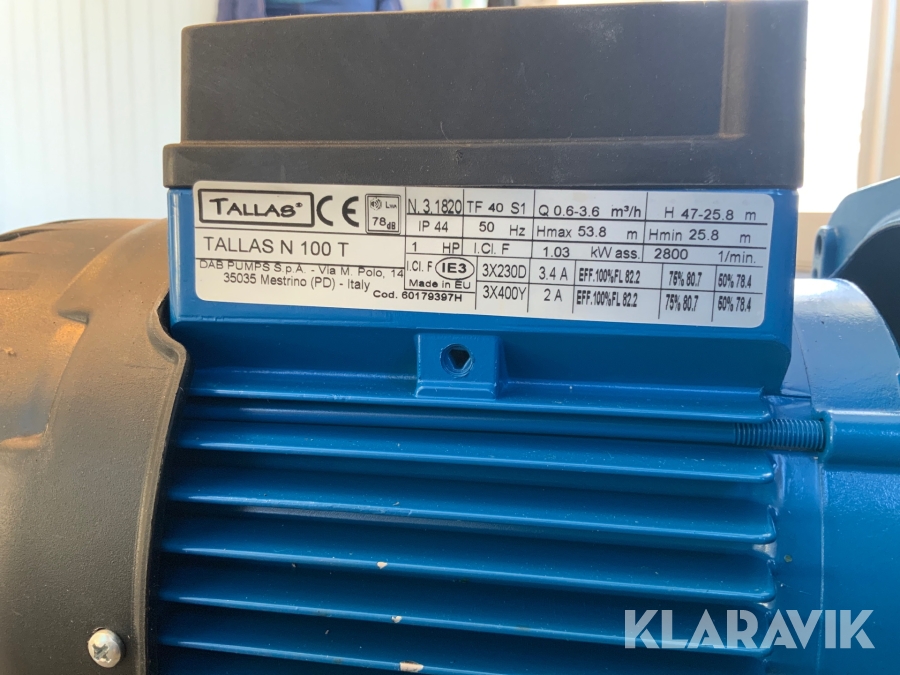 TALLAS® CE LWA 78dB N. 3.1820 TF 40 S1 Q 0.6-3.6 m³/h H 47-25.8 m
IP 44 50 Hz Hmax 53.8 m Hmin 25.8 m
TALLAS N 100 T 1 HP I.Cl. F 1.03 kW ass. 2800 1/min.
DAB PUMPS S.p.A. - Via M. Polo, 14 I.Cl. F IE3 3X230D 3.4 A EFF.100%FL 82.2 75% 80.7 50% 78.4
35035 Mestrino (PD) - Italy Made in EU 3X400Y 2 A EFF.100%FL 82.2 75% 80.7 50% 78.4
Cod. 60179397H
KLARAVIK